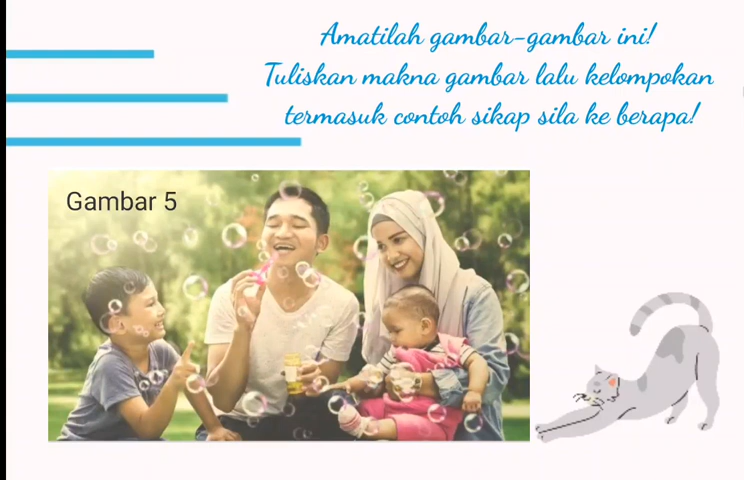 Amatilah gambar-gambar ini!
Tuliskan makna gambar lalu kelompokan
termasuk contoh sikap sila ke berapa!
Gambar 5